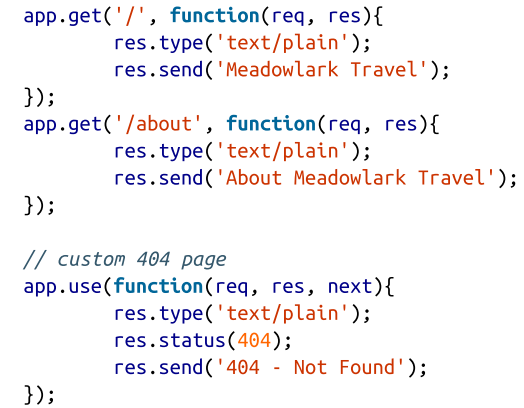 app.get('/', function(req, res){
        res.type('text/plain');
        res.send('Meadowlark Travel');
});
app.get('/about', function(req, res){
        res.type('text/plain');
        res.send('About Meadowlark Travel');
});

// custom 404 page
app.use(function(req, res, next){
        res.type('text/plain');
        res.status(404);
        res.send('404 - Not Found');
});